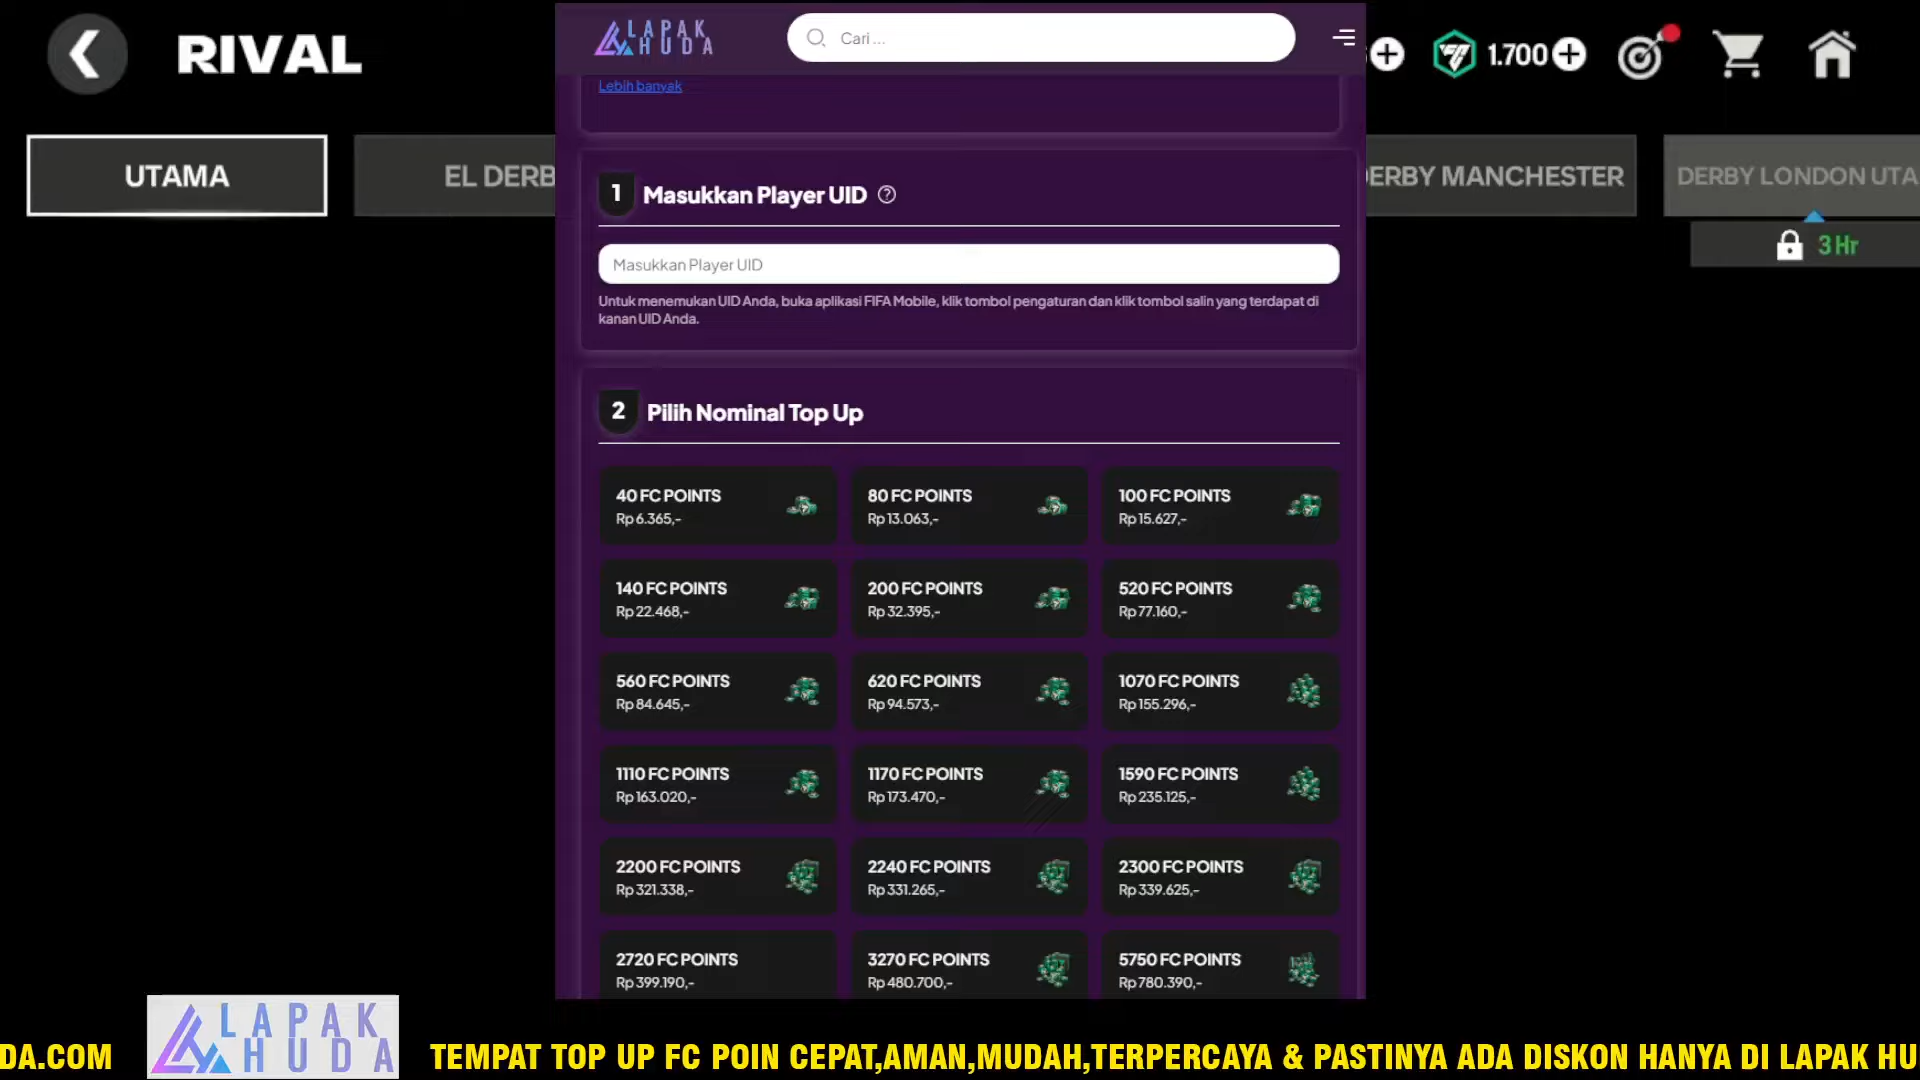 RIVAL
LAPAK HUDA
Cari ...
1.700
Lebih banyak
UTAMA
EL DERB
ERBY MANCHESTER
DERBY LONDON UTA
3 Hr
1 Masukkan Player UID ?
Masukkan Player UID
Untuk menemukan UID Anda, buka aplikasi FIFA Mobile, klik tombol pengaturan dan klik tombol salin yang terdapat di
kanan UID Anda.
2 Pilih Nominal Top Up
40 FC POINTS
Rp 6.365,-
80 FC POINTS
Rp 13.063,-
100 FC POINTS
Rp 15.627,-
140 FC POINTS
Rp 22.468,-
200 FC POINTS
Rp 32.395,-
520 FC POINTS
Rp 77.160,-
560 FC POINTS
Rp 84.645,-
620 FC POINTS
Rp 94.573,-
1070 FC POINTS
Rp 155.296,-
1110 FC POINTS
Rp 163.020,-
1170 FC POINTS
Rp 173.470,-
1590 FC POINTS
Rp 235.125,-
2200 FC POINTS
Rp 321.338,-
2240 FC POINTS
Rp 331.265,-
2300 FC POINTS
Rp 339.625,-
2720 FC POINTS
Rp 399.190,-
3270 FC POINTS
Rp 480.700,-
5750 FC POINTS
Rp 780.390,-
DA.COM
LAPAK
HUDA
TEMPAT TOP UP FC POIN CEPAT,AMAN,MUDAH,TERPERCAYA & PASTINYA ADA DISKON HANYA DI LAPAK HU